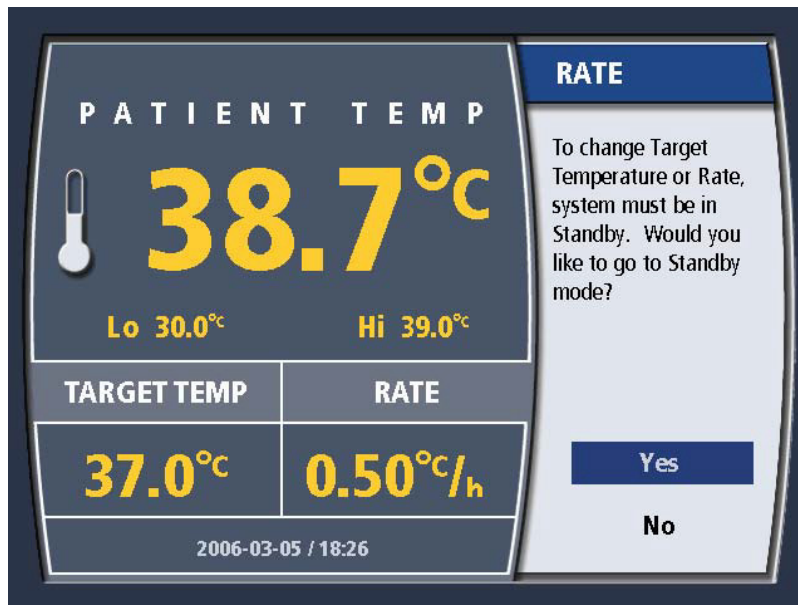 PATIENT TEMP
38.7°C
Lo 30.0°C Hi 39.0°C
TARGET TEMP RATE
37.0°C 0.50°C/h
2006-03-05 / 18:26
RATE
To change Target
Temperature or Rate,
system must be in
Standby. Would you
like to go to Standby
mode?
Yes
No